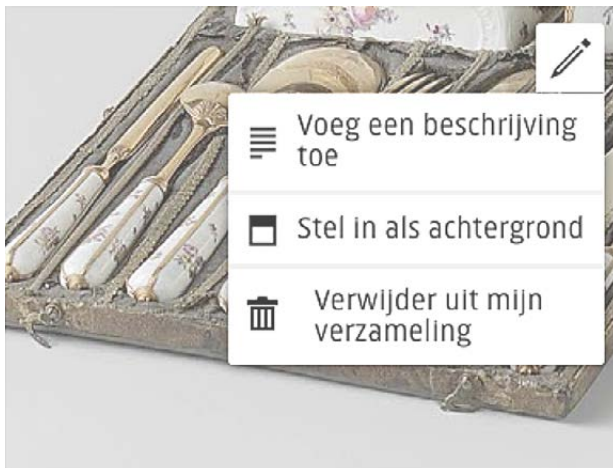 Voeg een beschrijving
toe
Stel in als achtergrond
Verwijder uit mijn
verzameling